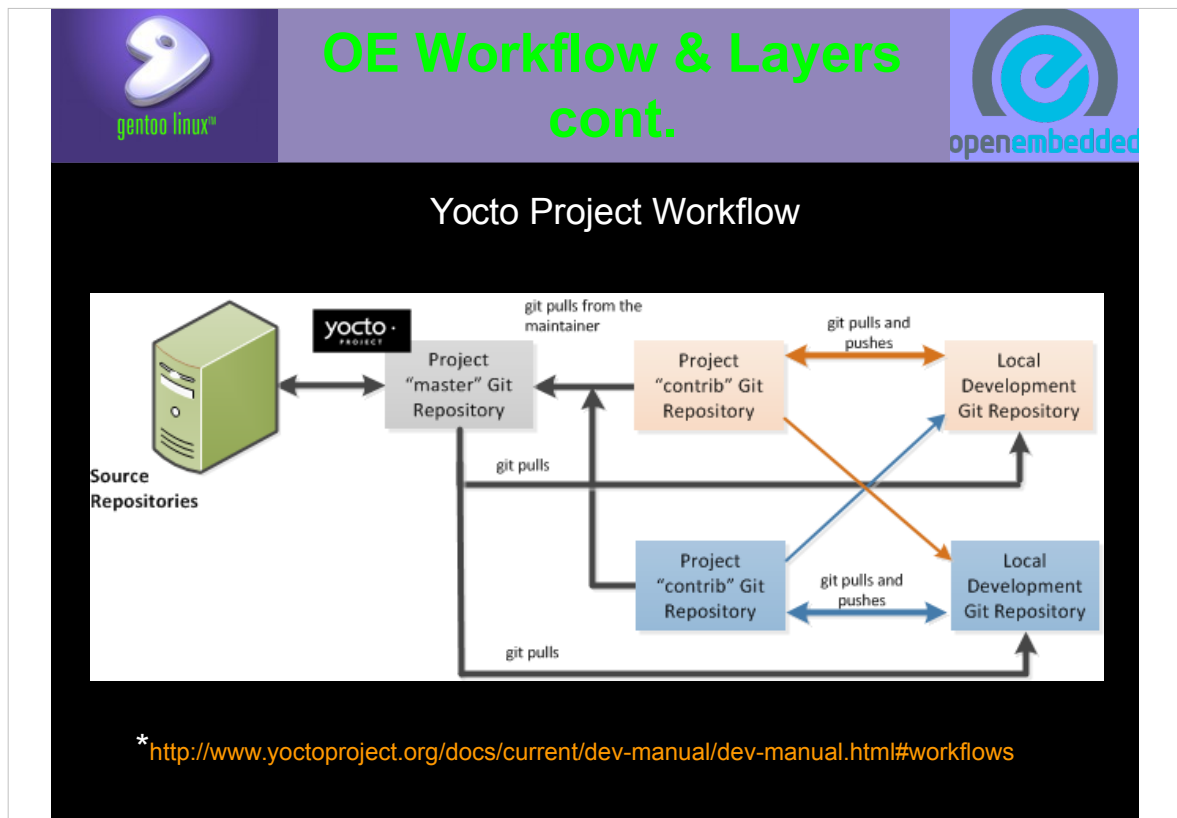 OE Workflow & Layers
cont.
gentoo linux™
openembedded
Yocto Project Workflow
yocto ·
PROJECT
git pulls from the
maintainer
git pulls and
pushes
Project
“master” Git
Repository
Project
“contrib” Git
Repository
Local
Development
Git Repository
Source
Repositories
git pulls
Project
“contrib” Git
Repository
git pulls and
pushes
Local
Development
Git Repository
git pulls
*http://www.yoctoproject.org/docs/current/dev-manual/dev-manual.html#workflows